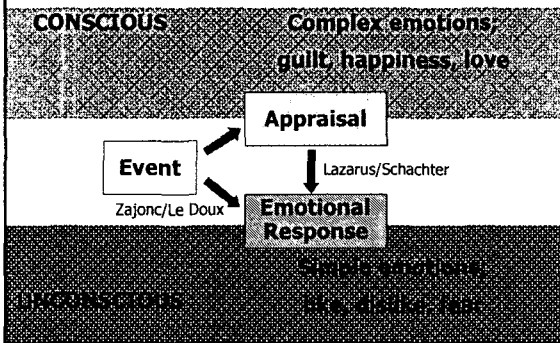 CONSCIOUS
Complex emotions;
guilt, happiness, love
Appraisal
Event
Lazarus/Schachter
Zajonc/Le Doux
Emotional
Response
Simple emotions,
UNCONSCIOUS
like, dislike, fear